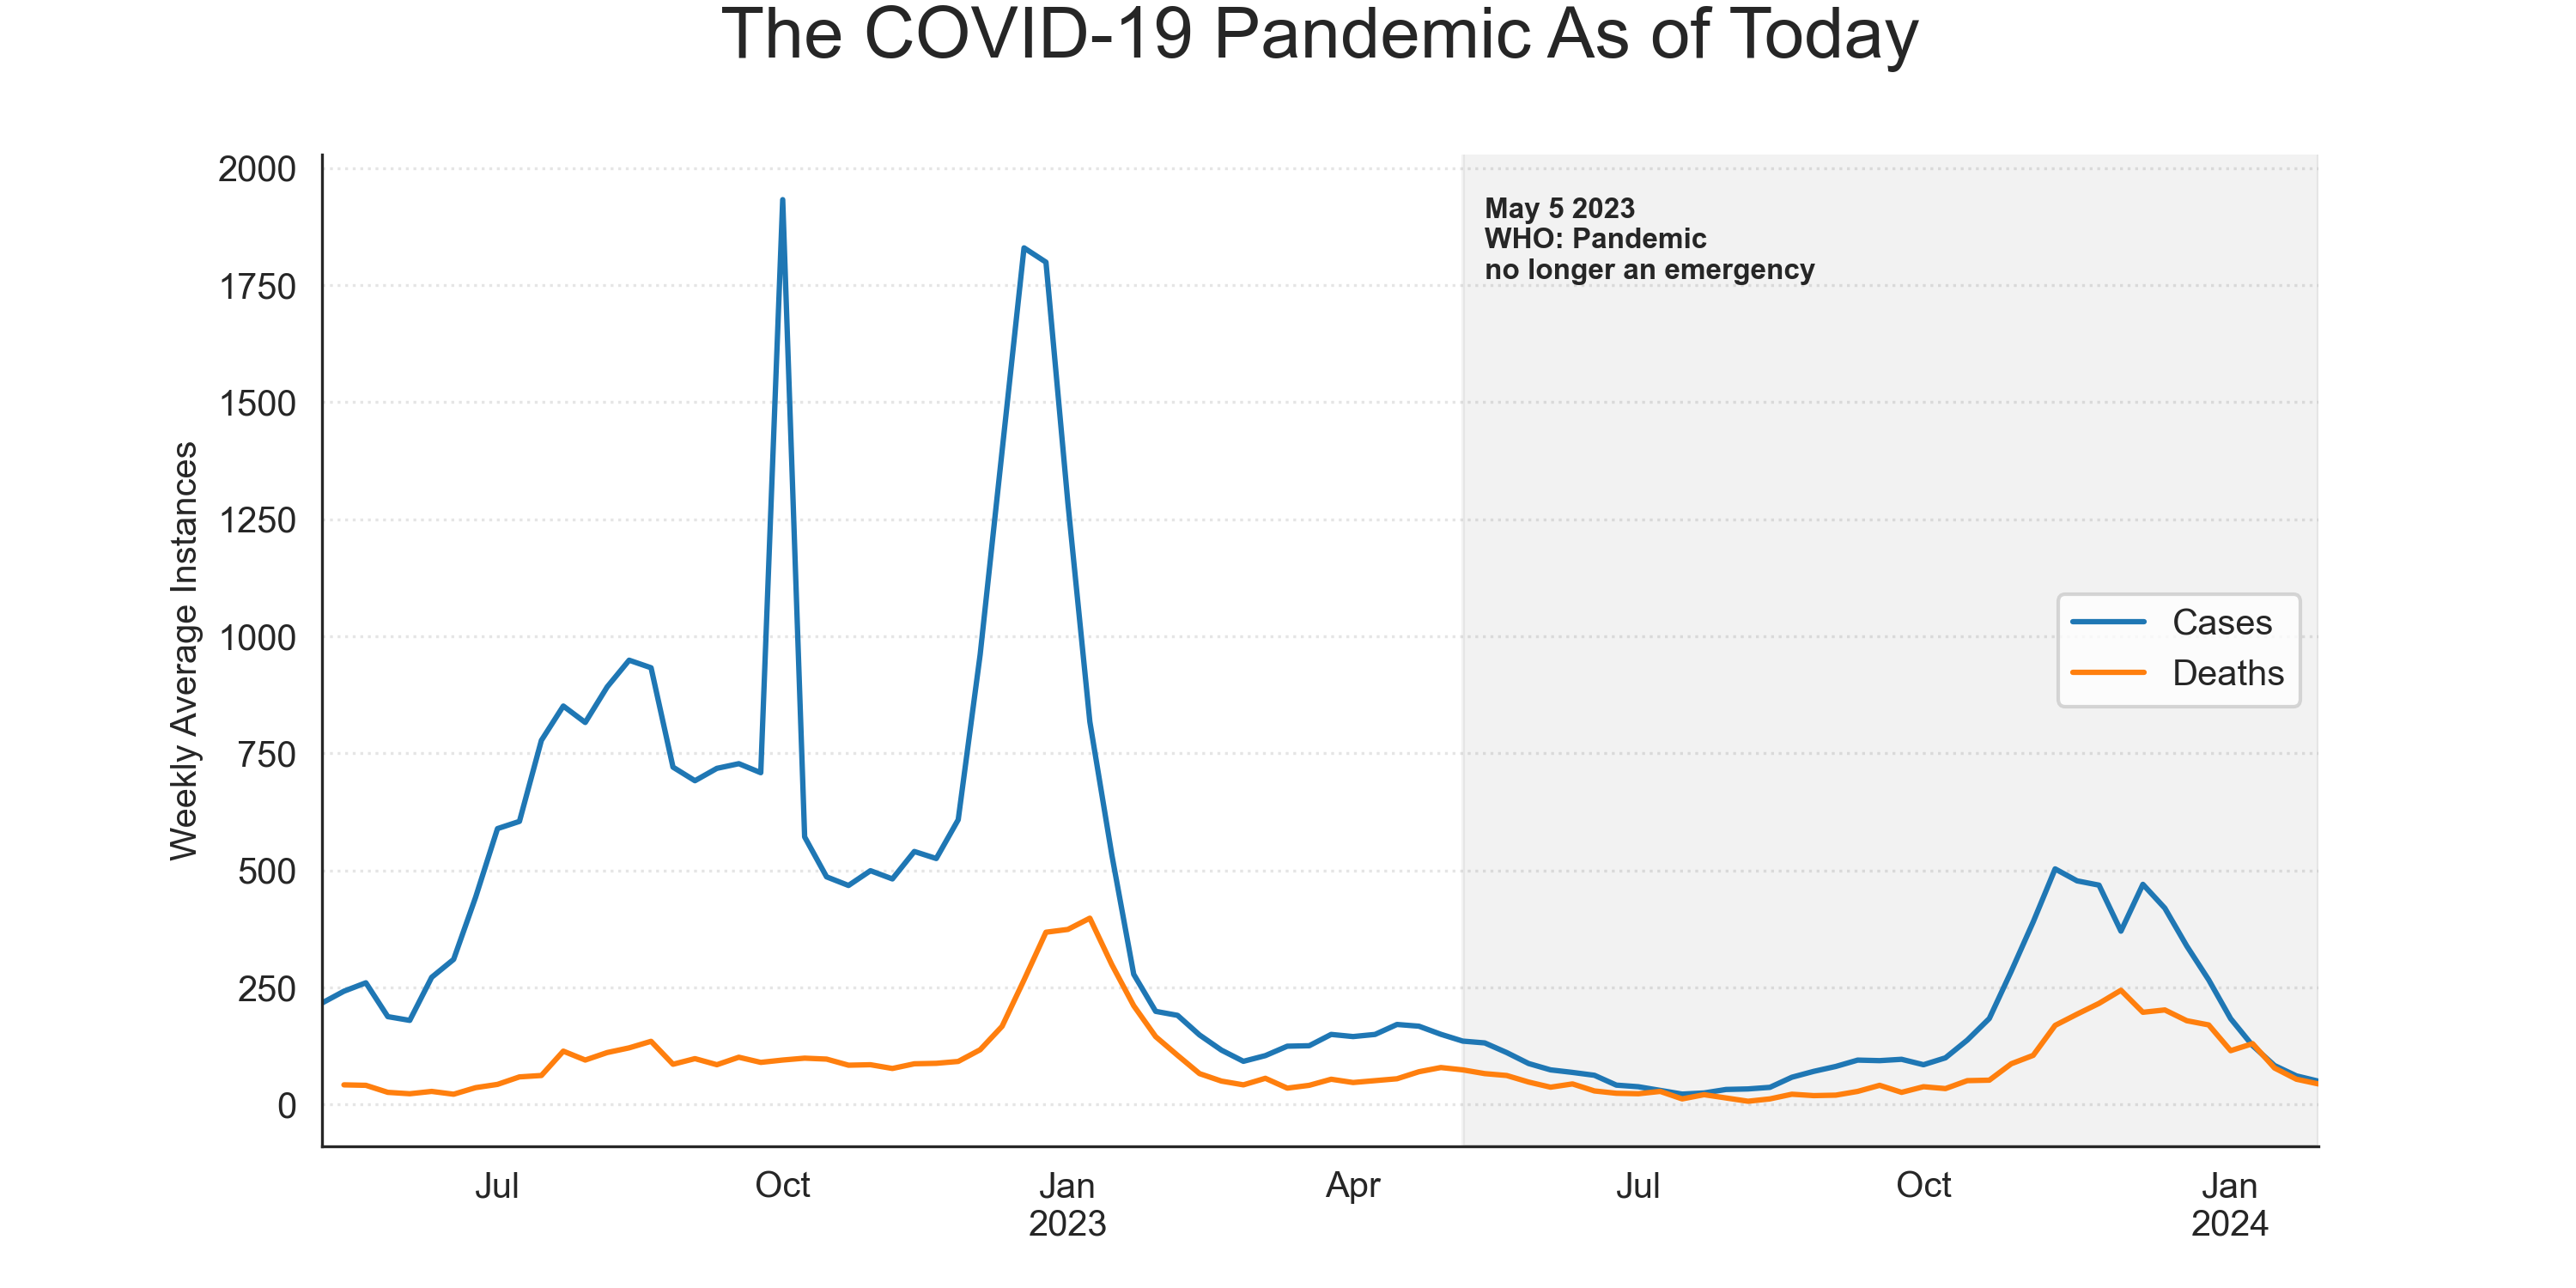 The COVID-19 Pandemic As of Today
2000
1750
1500
1250
1000
750
500
250
0
Weekly Average Instances
May 5 2023
WHO: Pandemic
no longer an emergency
Cases
Deaths
Jul
Oct
Jan
2023
Apr
Jul
Oct
Jan
2024